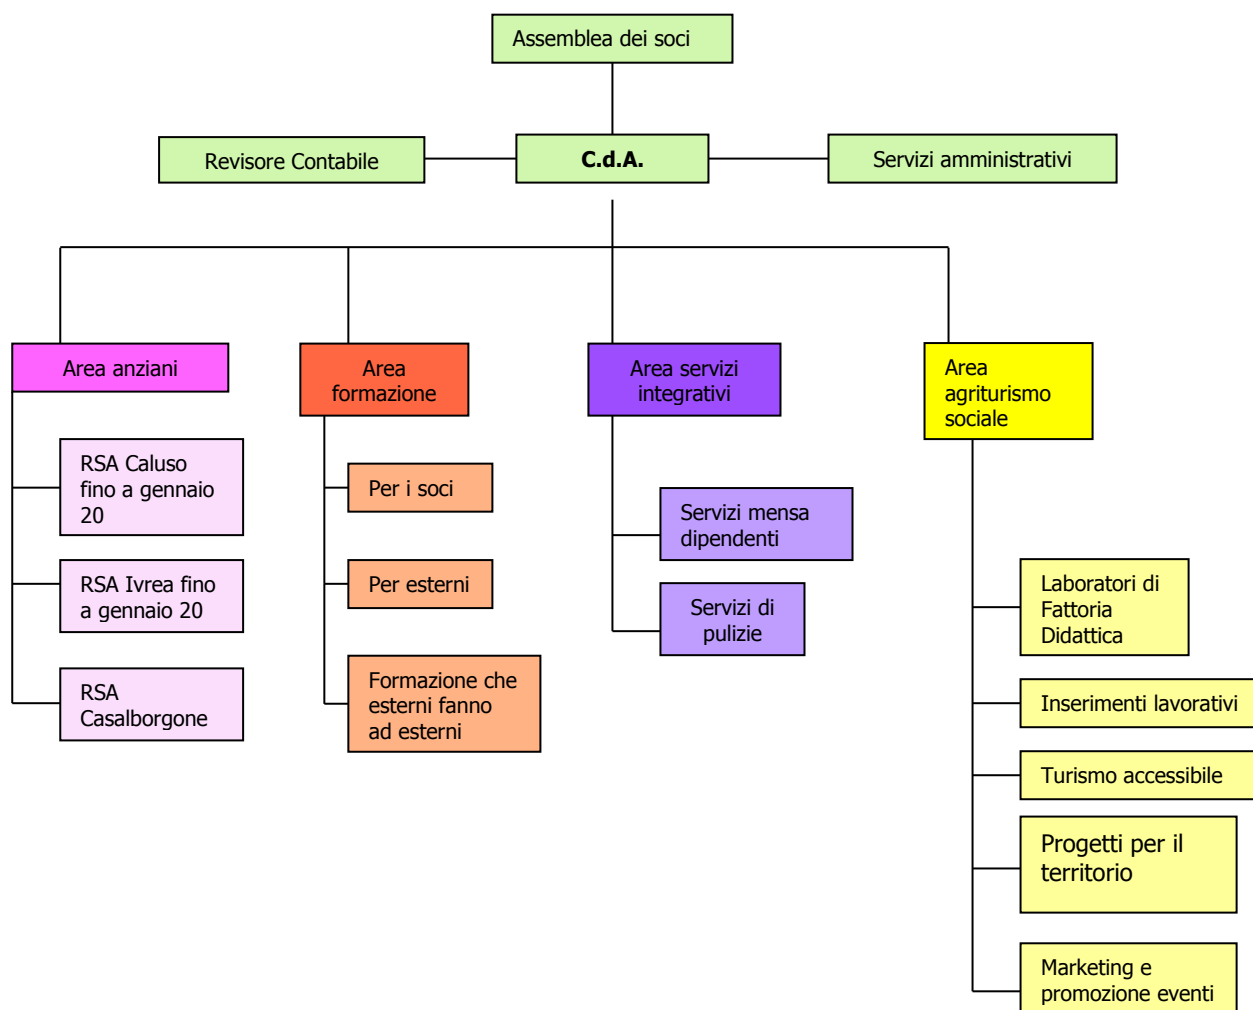 Assemblea dei soci
Revisore Contabile
C.d.A.
Servizi amministrativi
Area anziani
Area
formazione
Area servizi
integrativi
Area
agriturismo
sociale
RSA Caluso
fino a gennaio
20
RSA Ivrea fino
a gennaio 20
RSA
Casalborgone
Per i soci
Per esterni
Formazione che
esterni fanno
ad esterni
Servizi mensa
dipendenti
Servizi di
pulizie
Laboratori di
Fattoria
Didattica
Inserimenti lavorativi
Turismo accessibile
Progetti per il
territorio
Marketing e
promozione eventi